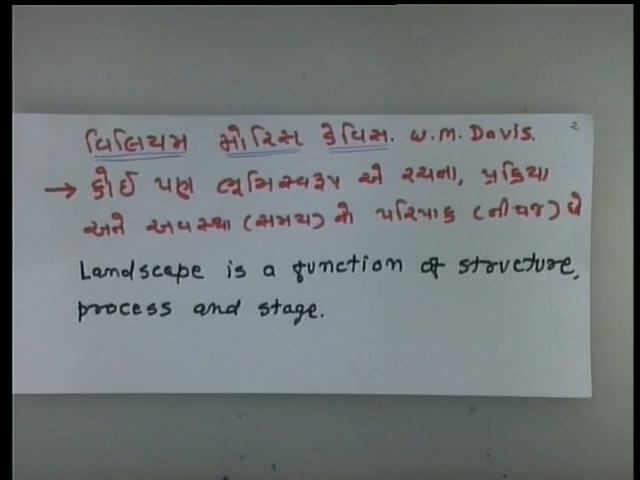 વિલિયમ મોરિસ ડેવિસ. W.M. Davis. ૨
→ કોઈ પણ ભૂમિસ્વરૂપ એ રચના, પ્રક્રિયા
અને અવસ્થા (સમય) નો પરિપાક (નીપજ) છે
Landscape is a function of structure,
process and stage.